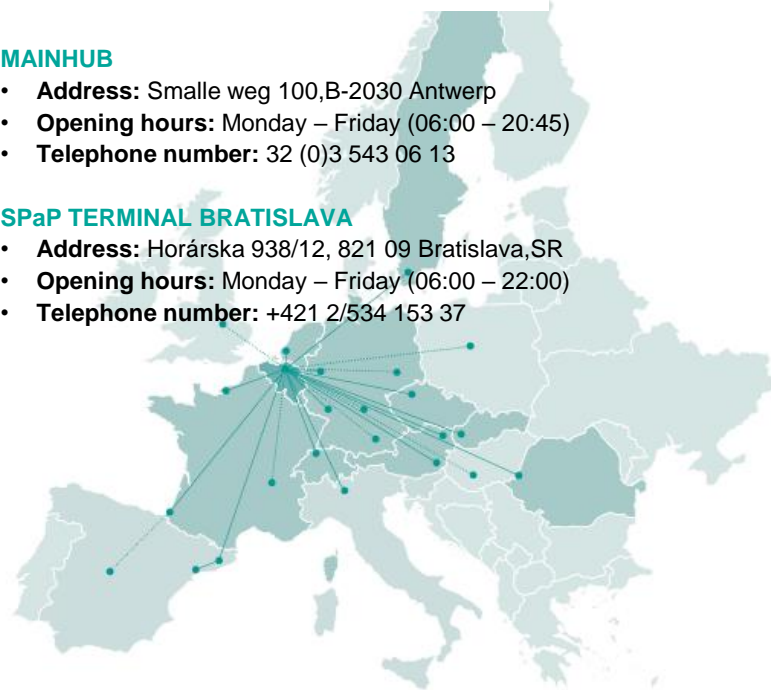 MAINHUB
• Address: Smalle weg 100,B-2030 Antwerp
• Opening hours: Monday – Friday (06:00 – 20:45)
• Telephone number: 32 (0)3 543 06 13
SPaP TERMINAL BRATISLAVA
• Address: Horárska 938/12, 821 09 Bratislava,SR
• Opening hours: Monday – Friday (06:00 – 22:00)
• Telephone number: +421 2/534 153 37